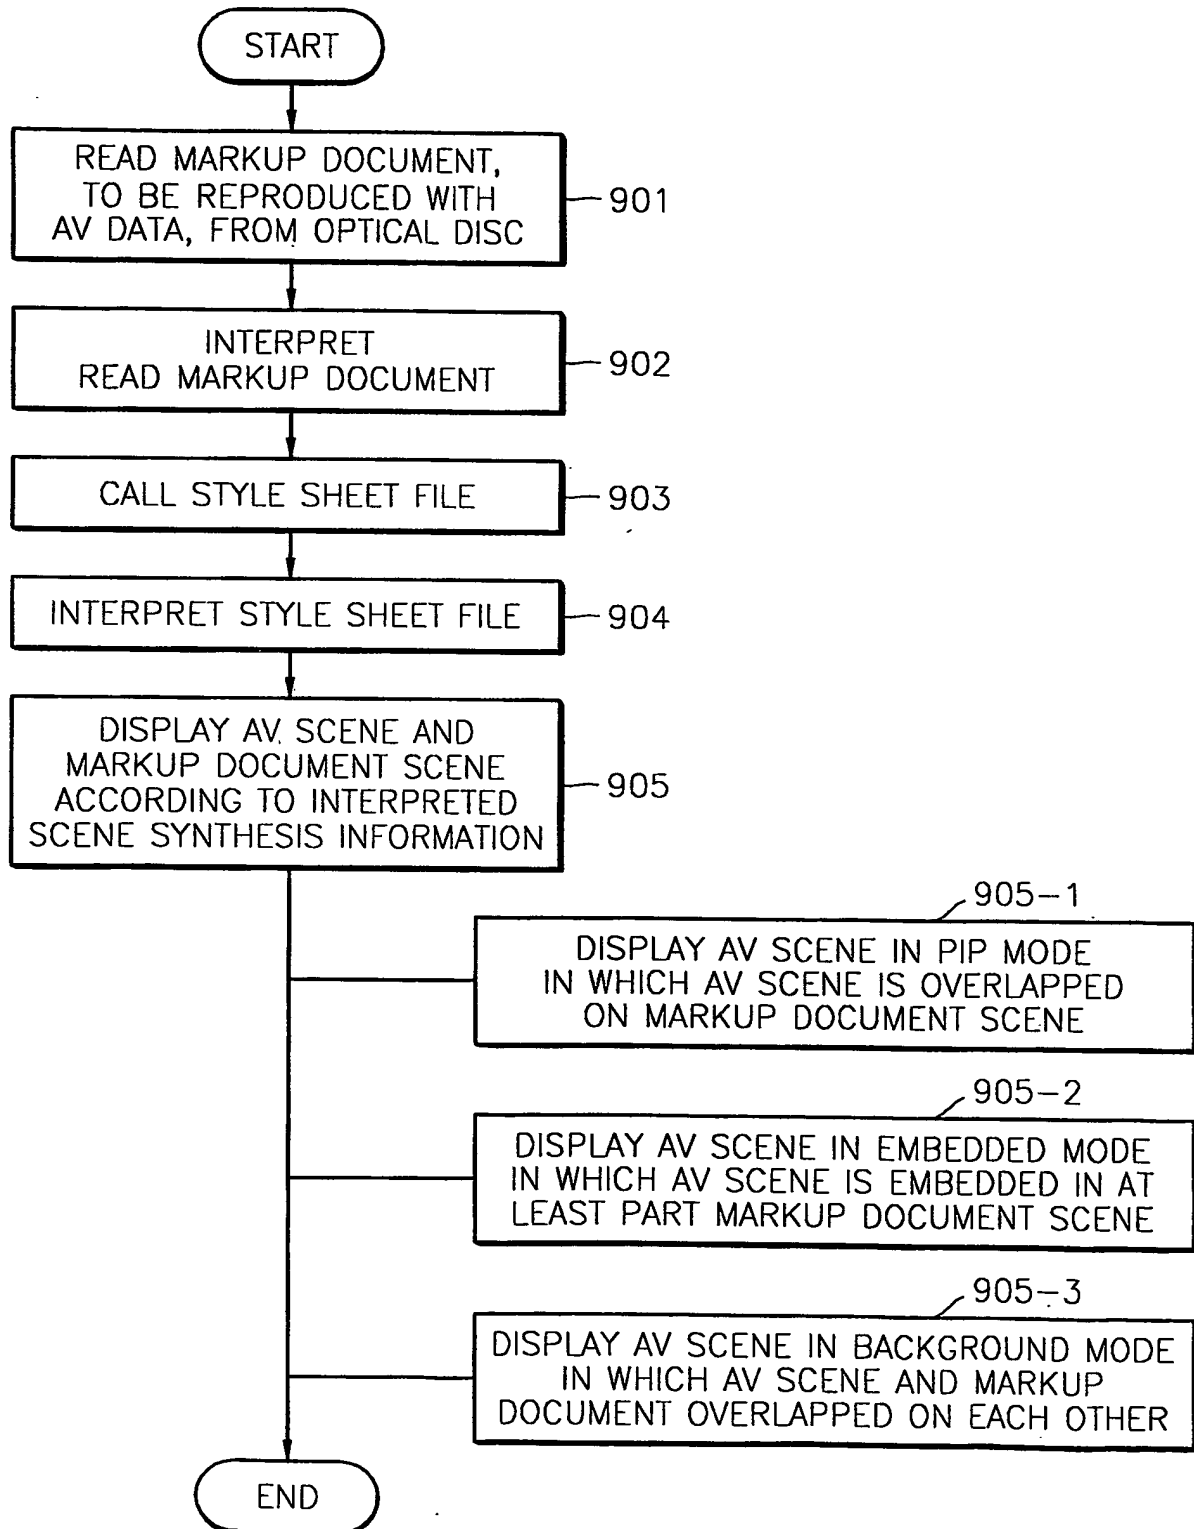 START
READ MARKUP DOCUMENT,
TO BE REPRODUCED WITH
AV DATA, FROM OPTICAL DISC
901
INTERPRET
READ MARKUP DOCUMENT
902
CALL STYLE SHEET FILE
903
INTERPRET STYLE SHEET FILE
904
DISPLAY AV SCENE AND
MARKUP DOCUMENT SCENE
ACCORDING TO INTERPRETED
SCENE SYNTHESIS INFORMATION
905
905-1
DISPLAY AV SCENE IN PIP MODE
IN WHICH AV SCENE IS OVERLAPPED
ON MARKUP DOCUMENT SCENE
905-2
DISPLAY AV SCENE IN EMBEDDED MODE
IN WHICH AV SCENE IS EMBEDDED IN AT
LEAST PART MARKUP DOCUMENT SCENE
905-3
DISPLAY AV SCENE IN BACKGROUND MODE
IN WHICH AV SCENE AND MARKUP
DOCUMENT OVERLAPPED ON EACH OTHER
END